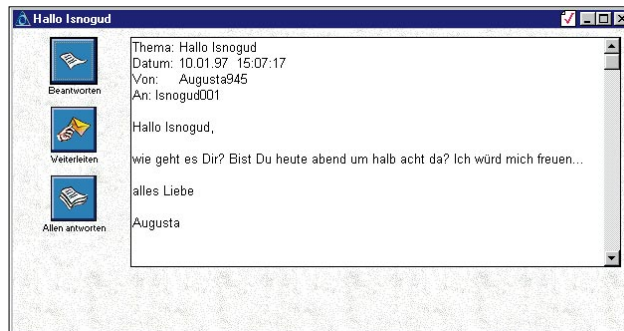 Hallo Isnogud
Thema: Hallo Isnogud
Datum: 10.01.97 15:07:17
Von: Augusta945
An: Isnogud001
Hallo Isnogud,
wie geht es Dir? Bist Du heute abend um halb acht da? Ich würd mich freuen...
alles Liebe
Augusta
Beantworten
Weiterleiten
Allen antworten